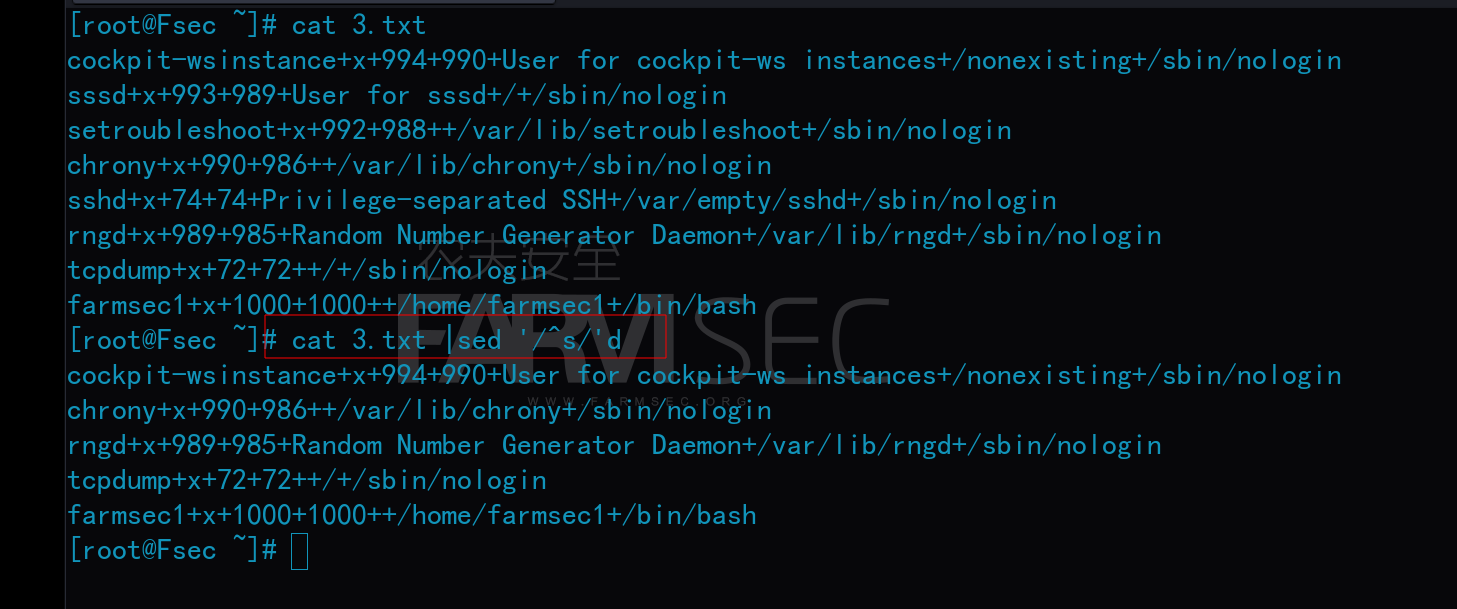 [root@Fsec ~]# cat 3.txt
cockpit-wsinstance+x+994+990+User for cockpit-ws instances+/nonexisting+/sbin/nologin
sssd+x+993+989+User for sssd+/+/sbin/nologin
setroubleshoot+x+992+988++/var/lib/setroubleshoot+/sbin/nologin
chrony+x+990+986++/var/lib/chrony+/sbin/nologin
sshd+x+74+74+Privilege-separated SSH+/var/empty/sshd+/sbin/nologin
rngd+x+989+985+Random Number Generator Daemon+/var/lib/rngd+/sbin/nologin
农夫安全
tcpdump+x+72+72++/+/sbin/nologin
farmsec1+x+1000+1000++/home/farmsec1+/bin/bash
FARMSEC
[root@Fsec ~]# cat 3.txt |sed '/^s/'d
cockpit-wsinstance+x+994+990+User for cockpit-ws instances+/nonexisting+/sbin/nologin
WWW.FARMSEC.ORG
chrony+x+990+986++/var/lib/chrony+/sbin/nologin
rngd+x+989+985+Random Number Generator Daemon+/var/lib/rngd+/sbin/nologin
tcpdump+x+72+72++/+/sbin/nologin
farmsec1+x+1000+1000++/home/farmsec1+/bin/bash
[root@Fsec ~]#